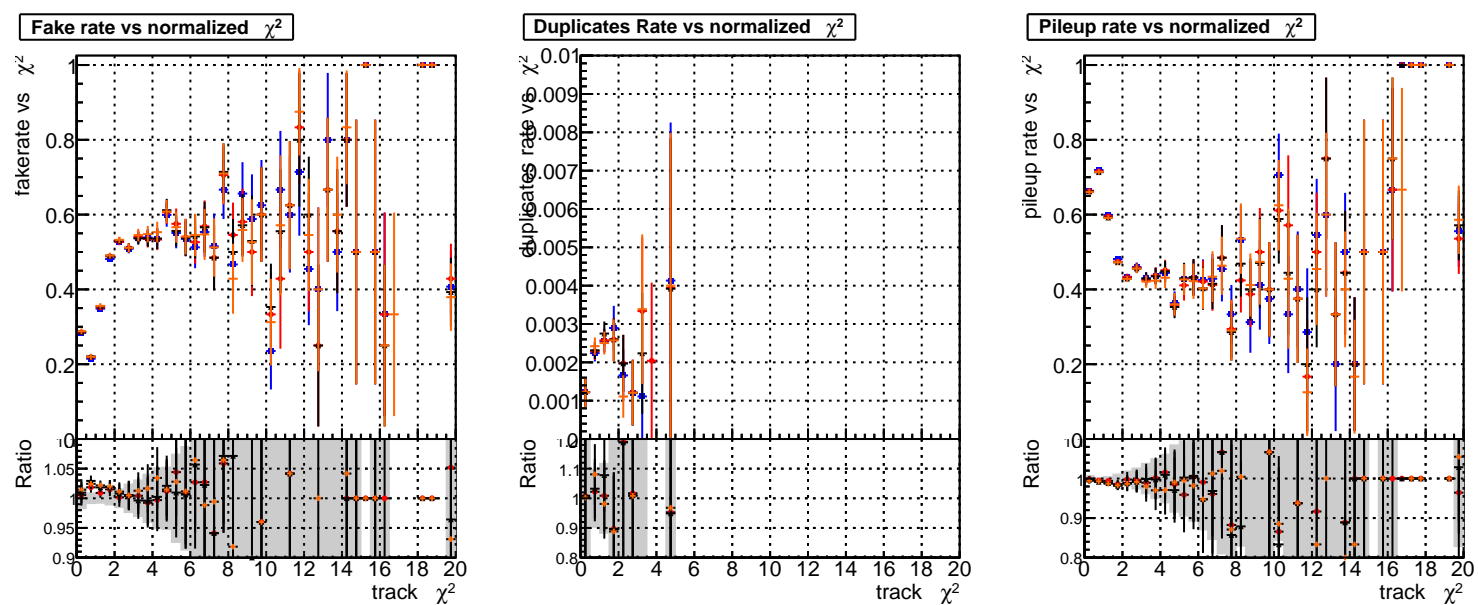 Fake rate vs normalized χ²
fakerate vs χ²
1
0.8
0.6
0.4
0.2
Ratio
1.05
1
0.95
0.9
0 2 4 6 8 10 12 14 16 18 20
track χ²
Duplicates Rate vs normalized χ²
duplicates rate vs χ²
0.01
0.009
0.008
0.007
0.006
0.005
0.004
0.003
0.002
0.001
Ratio
1.1
1
0.9
0.8
0 2 4 6 8 10 12 14 16 18 20
track χ²
Pileup rate vs normalized χ²
pileup rate vs χ²
1
0.8
0.6
0.4
0.2
Ratio
1
0.9
0.8
0 2 4 6 8 10 12 14 16 18 20
track χ²